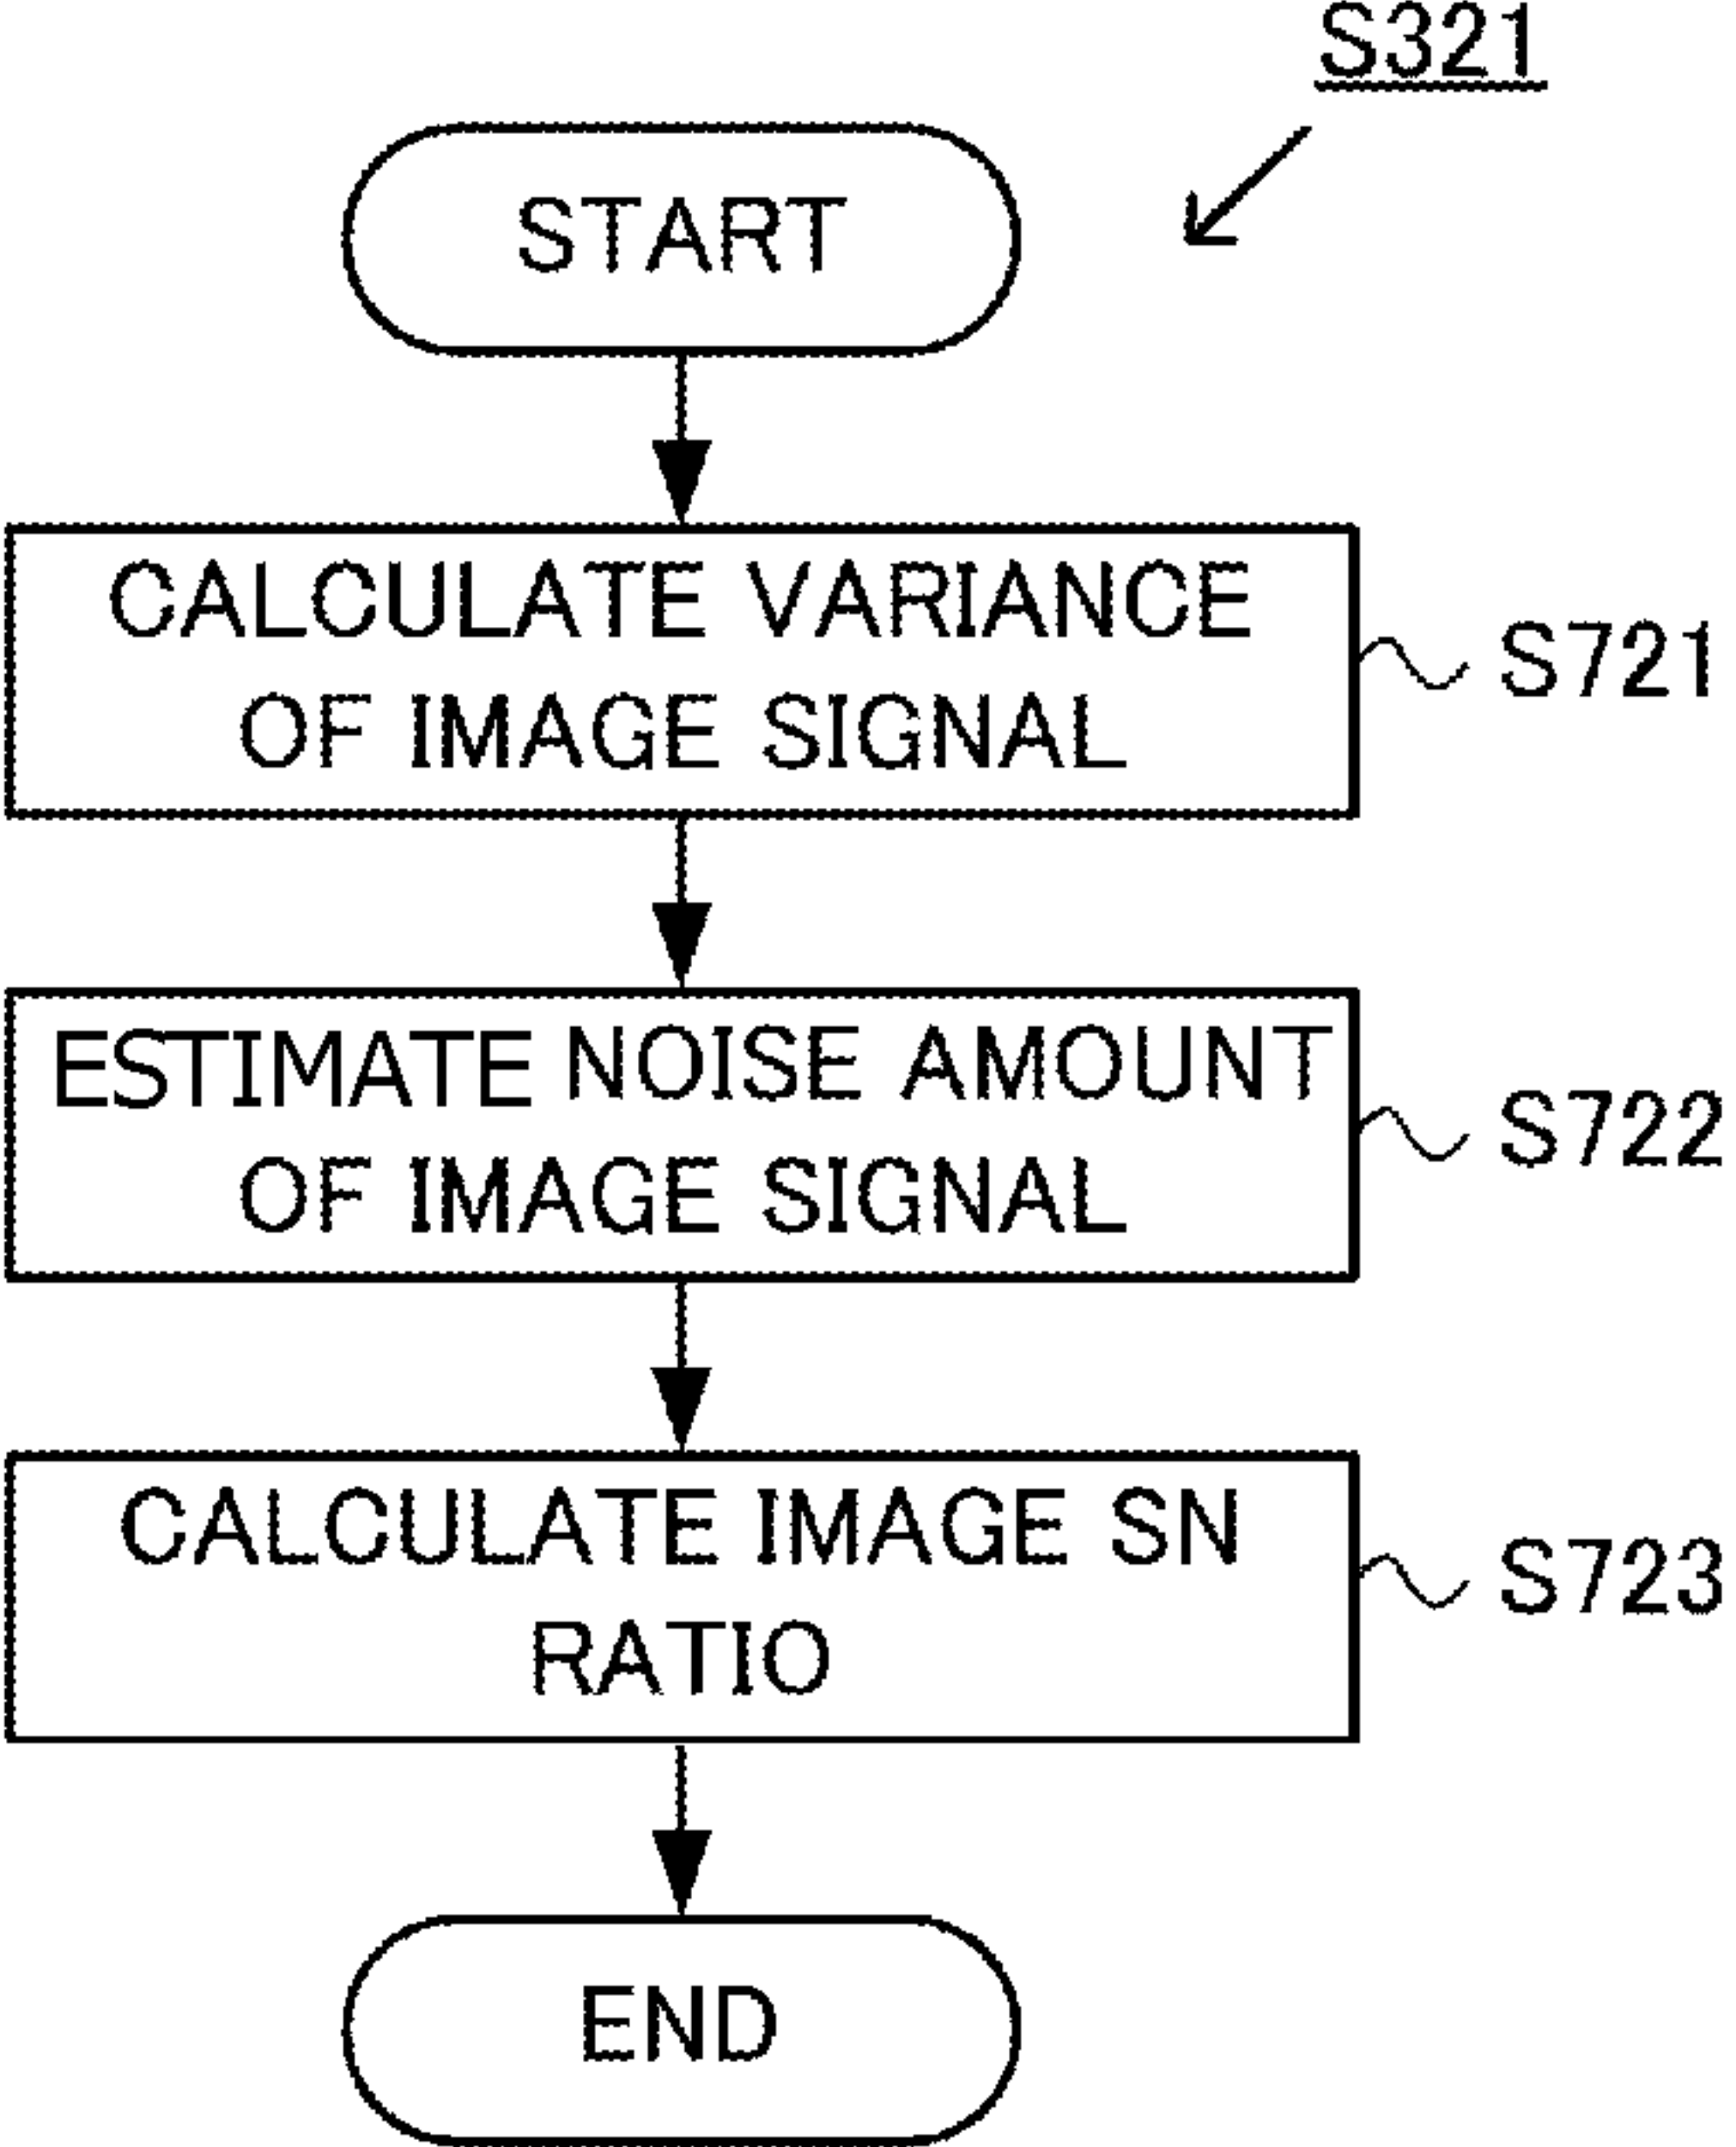 S321
START
CALCULATE VARIANCE
OF IMAGE SIGNAL
S721
ESTIMATE NOISE AMOUNT
OF IMAGE SIGNAL
S722
CALCULATE IMAGE SN
RATIO
S723
END